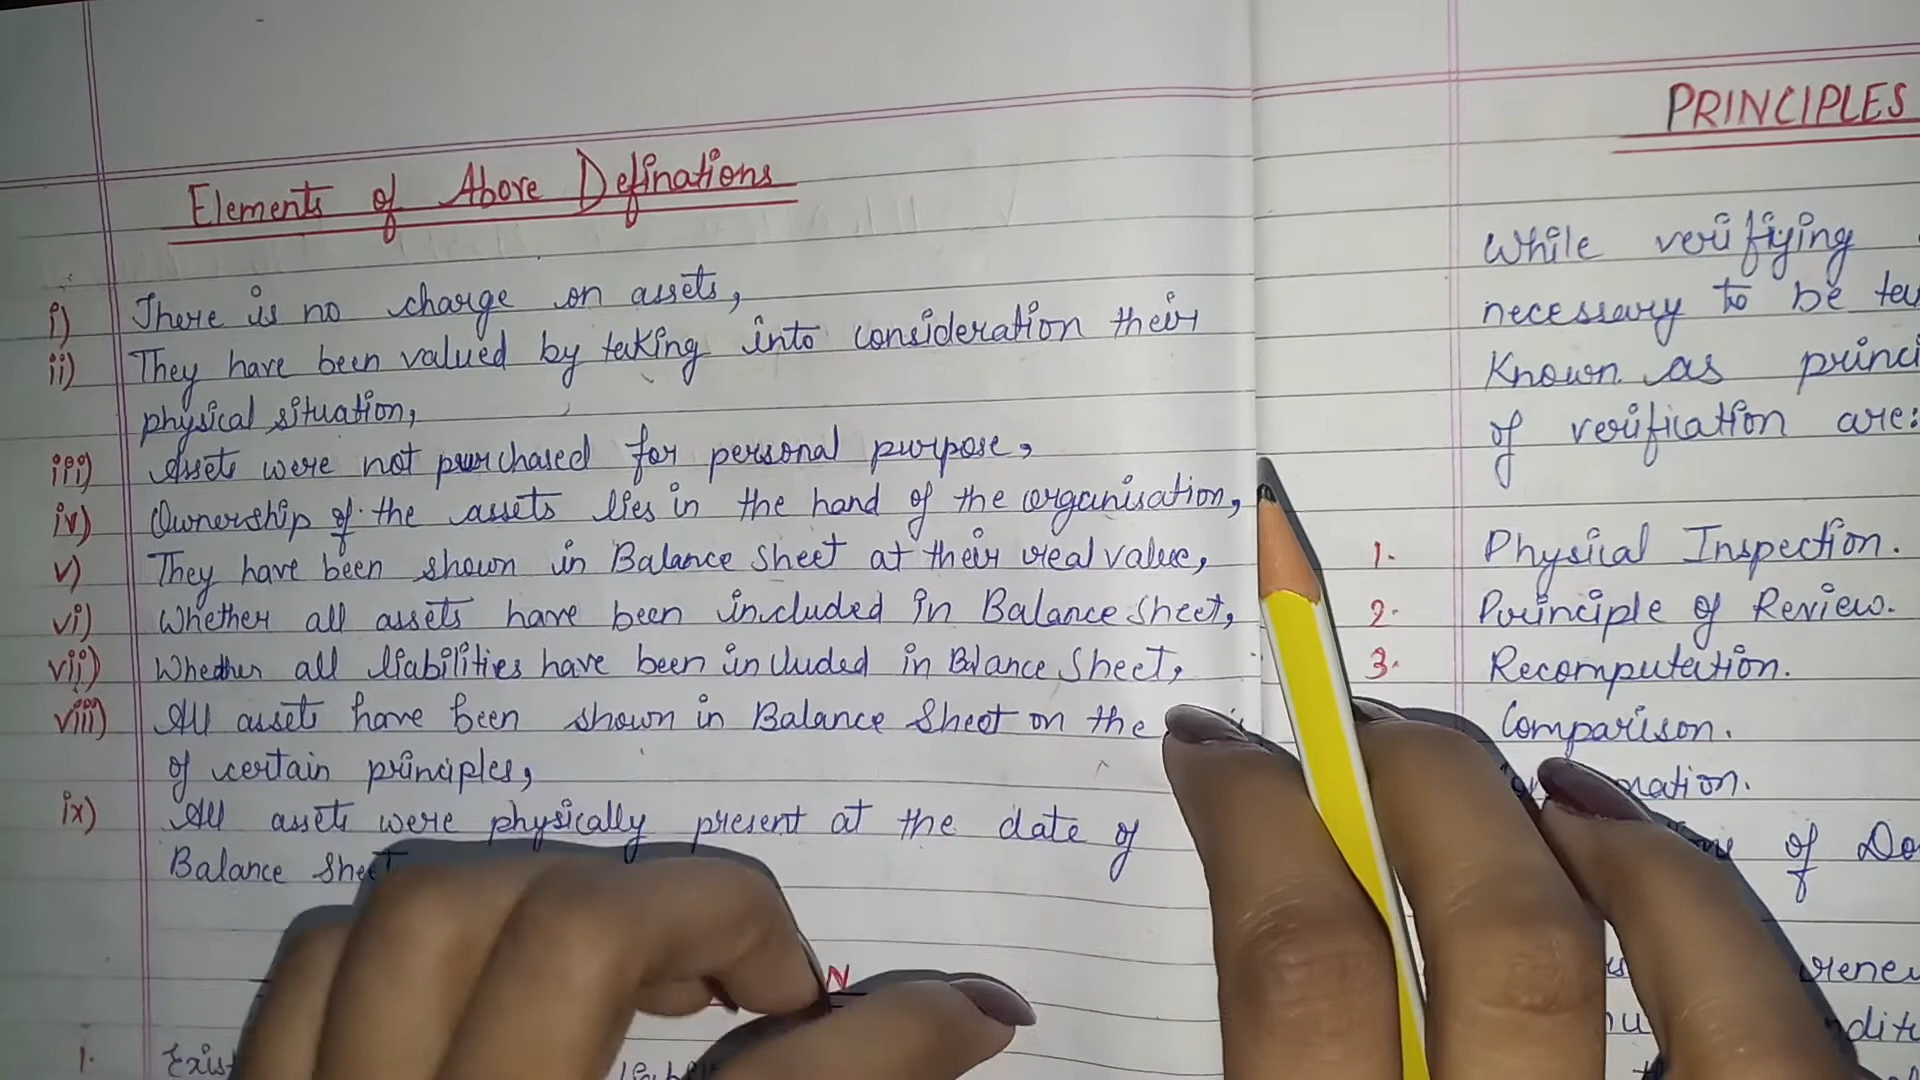 Elements of Above Definations
i) There is no charge on assets,
ii) They have been valued by taking into consideration their
physical situation,
iii) Assets were not purchased for personal purpose,
iv) Ownership of the assets lies in the hand of the organisation,
v) They have been shown in Balance Sheet at their real value,
vi) Whether all assets have been included in Balance Sheet,
vii) Whether all liabilities have been included in Balance Sheet,
viii) All assets have been shown in Balance Sheet on the
of certain principles,
ix) All assets were physically present at the date of
Balance Sheet
1.
PRINCIPLES
While verifying
necessary to be
Known as
of verification are:
1. Physical Inspection.
2. Principle of Review.
3. Recomputation.
Comparison.
of